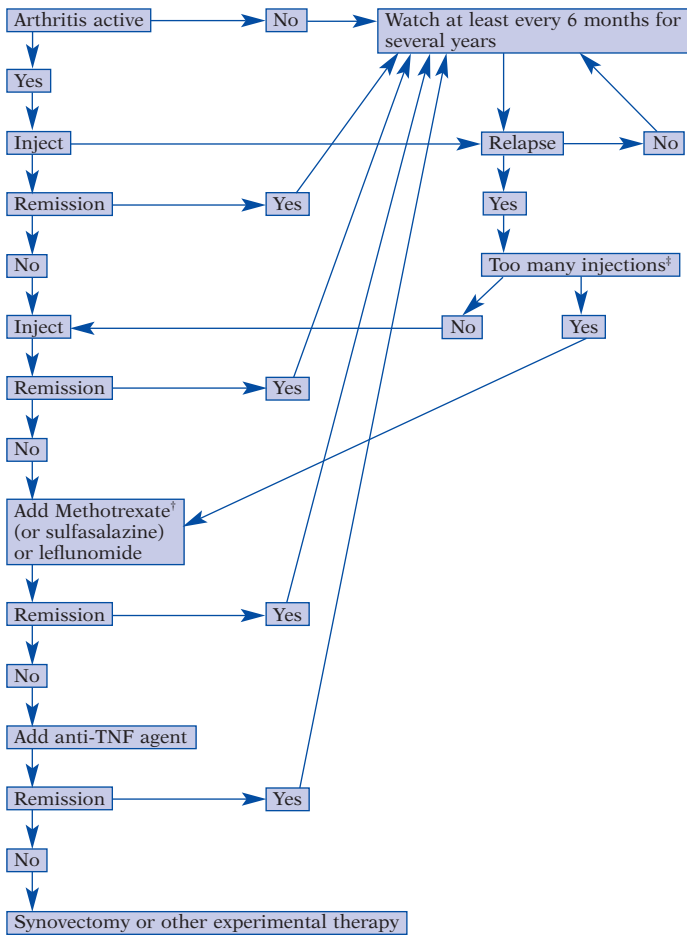 Arthritis active
No
Watch at least every 6 months for
several years
Yes
Inject
Relapse
No
Remission
Yes
Yes
No
Too many injections‡
Inject
No
Yes
Remission
Yes
No
Add Methotrexate†
(or sulfasalazine)
or leflunomide
Remission
Yes
No
Add anti-TNF agent
Remission
Yes
No
Synovectomy or other experimental therapy